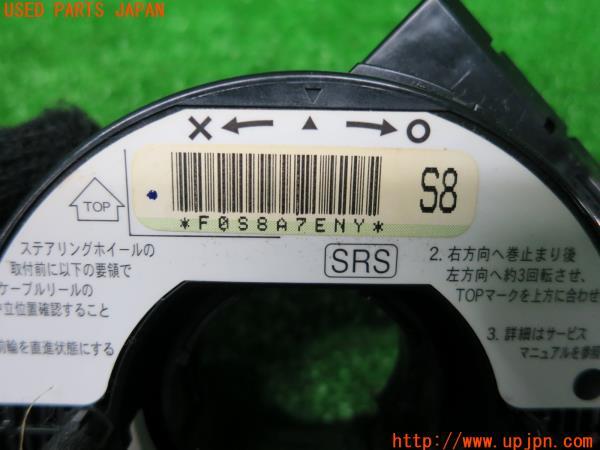 USED PARTS JAPAN
× ← ▲ → O
S8
*F0S8A7ENY*
TOP
SRS
ステアリングホイールの
取付前に以下の要領で
ケーブルリールの
立位置確認すること
輪を直進状態にする
2. 右方向へ巻止まり後
左方向へ約3回転させ、
TOPマークを上方に合わせ
3. 詳細はサービス
マニュアルを参照
http://www.upjpn.com/